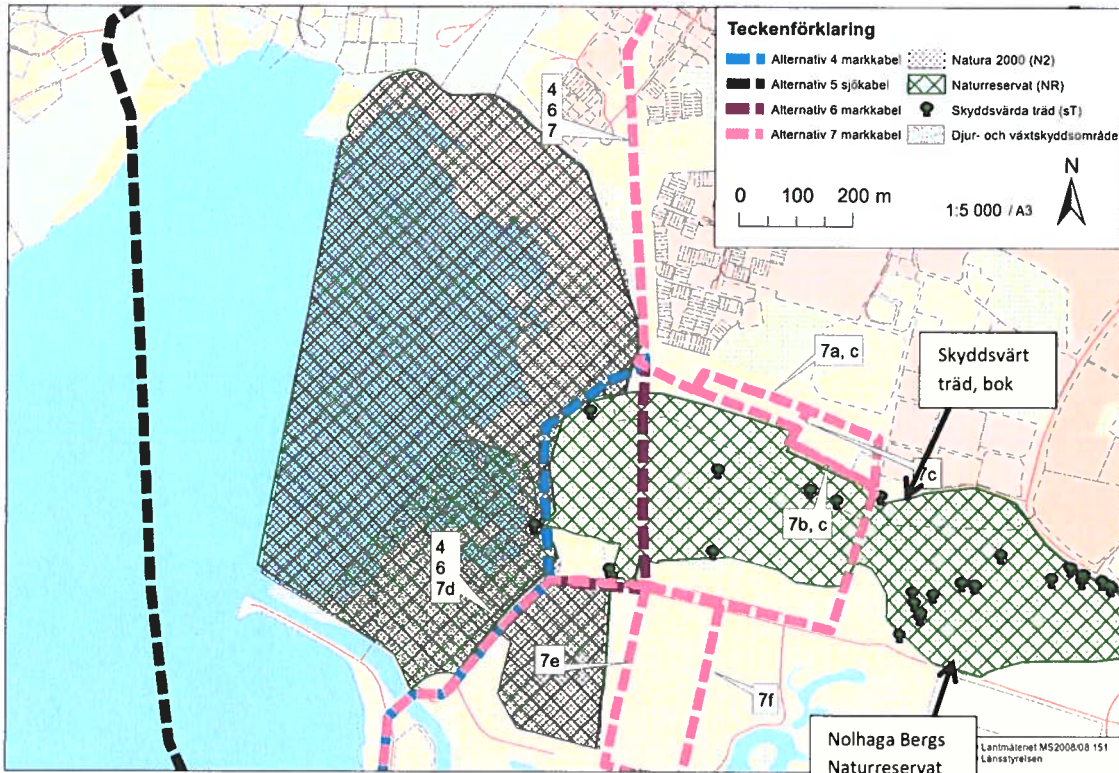 Teckenförklaring
Alternativ 4 markkabel
Alternativ 5 sjökabel
Alternativ 6 markkabel
Alternativ 7 markkabel
Natura 2000 (N2)
Naturreservat (NR)
Skyddsvärda träd (sT)
Djur- och växtskyddsområde
N
0 100 200 m
1:5 000 / A3
4
6
7
7a, c
Skyddsvärt
träd, bok
7c
7b, c
4
6
7d
7e
7f
Nolhaga Bergs
Naturreservat
Lantmäteriet MS2008/08 151
Länsstyrelsen